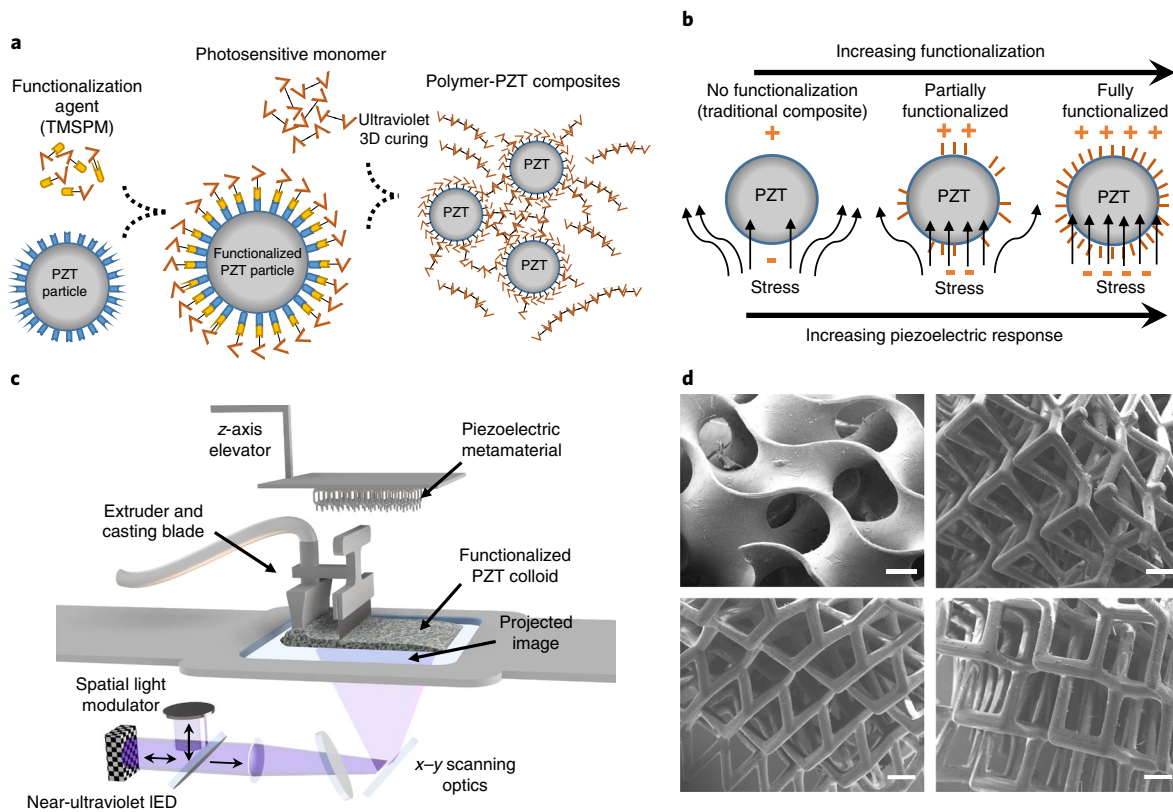 a
Functionalization
agent
(TMSPM)
PZT
particle
Photosensitive monomer
Functionalized
PZT particle
Ultraviolet
3D curing
Polymer-PZT composites
PZT
PZT
PZT
b
Increasing functionalization
No functionalization
(traditional composite)
Partially
functionalized
Fully
functionalized
+
+ +
+ + + +
PZT
PZT
PZT
-
- -
- - - -
Stress
Stress
Stress
Increasing piezoelectric response
c
z-axis
elevator
Piezoelectric
metamaterial
Extruder and
casting blade
Functionalized
PZT colloid
Projected
image
Spatial light
modulator
x–y scanning
optics
Near-ultraviolet lED
d